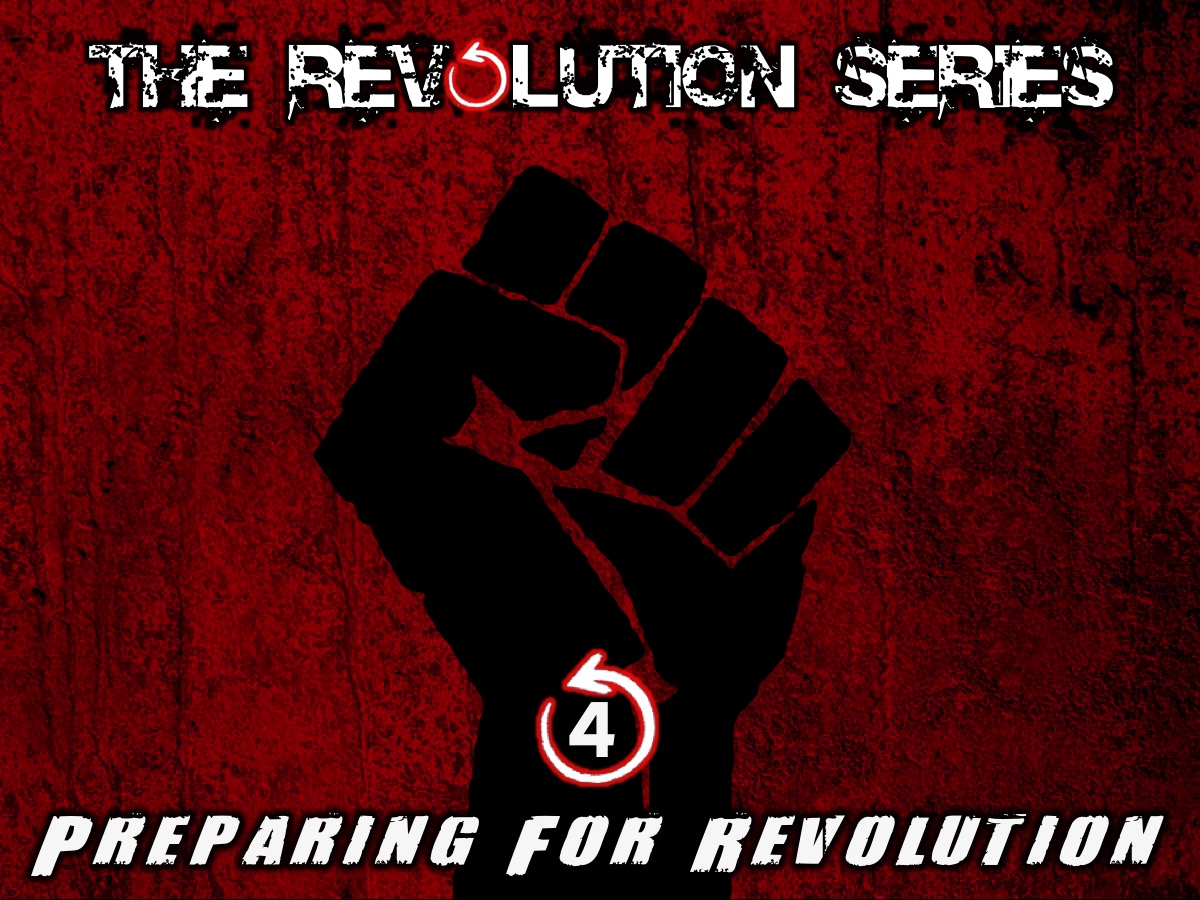 THE REVOLUTION SERIES
4
PREPARING FOR REVOLUTION